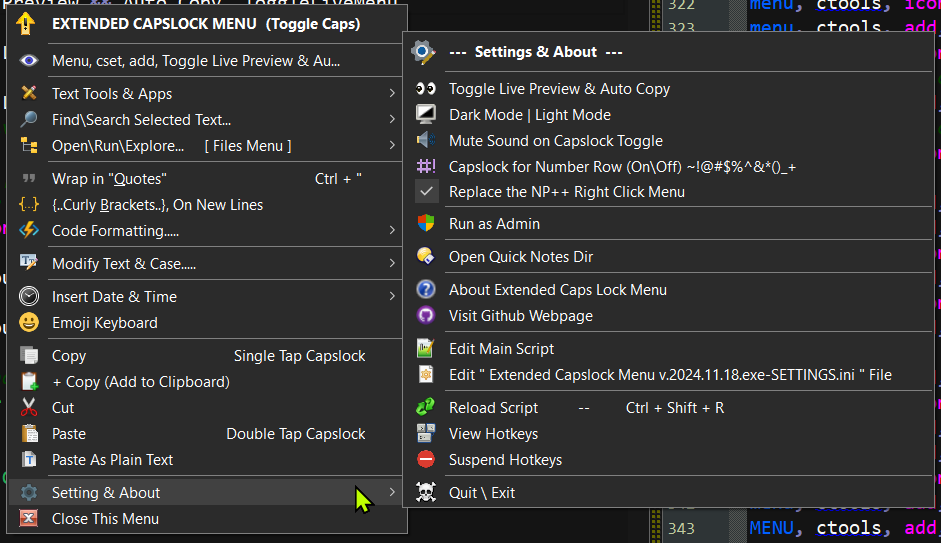 Preview && Auto Copy, ToggleLiveMenu
EXTENDED CAPSLOCK MENU (Toggle Caps)
Menu, cset, add, Toggle Live Preview & Au...
Text Tools & Apps
Find\Search Selected Text...
Open\Run\Explore... [ Files Menu ]
Wrap in "Quotes" Ctrl + "
{..Curly Brackets..}, On New Lines
Code Formatting.....
Modify Text & Case.....
Insert Date & Time
Emoji Keyboard
Copy Single Tap Capslock
+ Copy (Add to Clipboard)
Cut
Paste Double Tap Capslock
Paste As Plain Text
Setting & About
Close This Menu
322 menu, ctools, icon
323 menu, ctools, add
--- Settings & About ---
Toggle Live Preview & Auto Copy
Dark Mode | Light Mode
Mute Sound on Capslock Toggle
#! Capslock for Number Row (On\Off) ~!@#$%^&*()_+
Replace the NP++ Right Click Menu
Run as Admin
Open Quick Notes Dir
About Extended Caps Lock Menu
Visit Github Webpage
Edit Main Script
Edit " Extended Capslock Menu v.2024.11.18.exe-SETTINGS.ini " File
Reload Script -- Ctrl + Shift + R
View Hotkeys
Suspend Hotkeys
Quit \ Exit
343 MENU, ctools, add